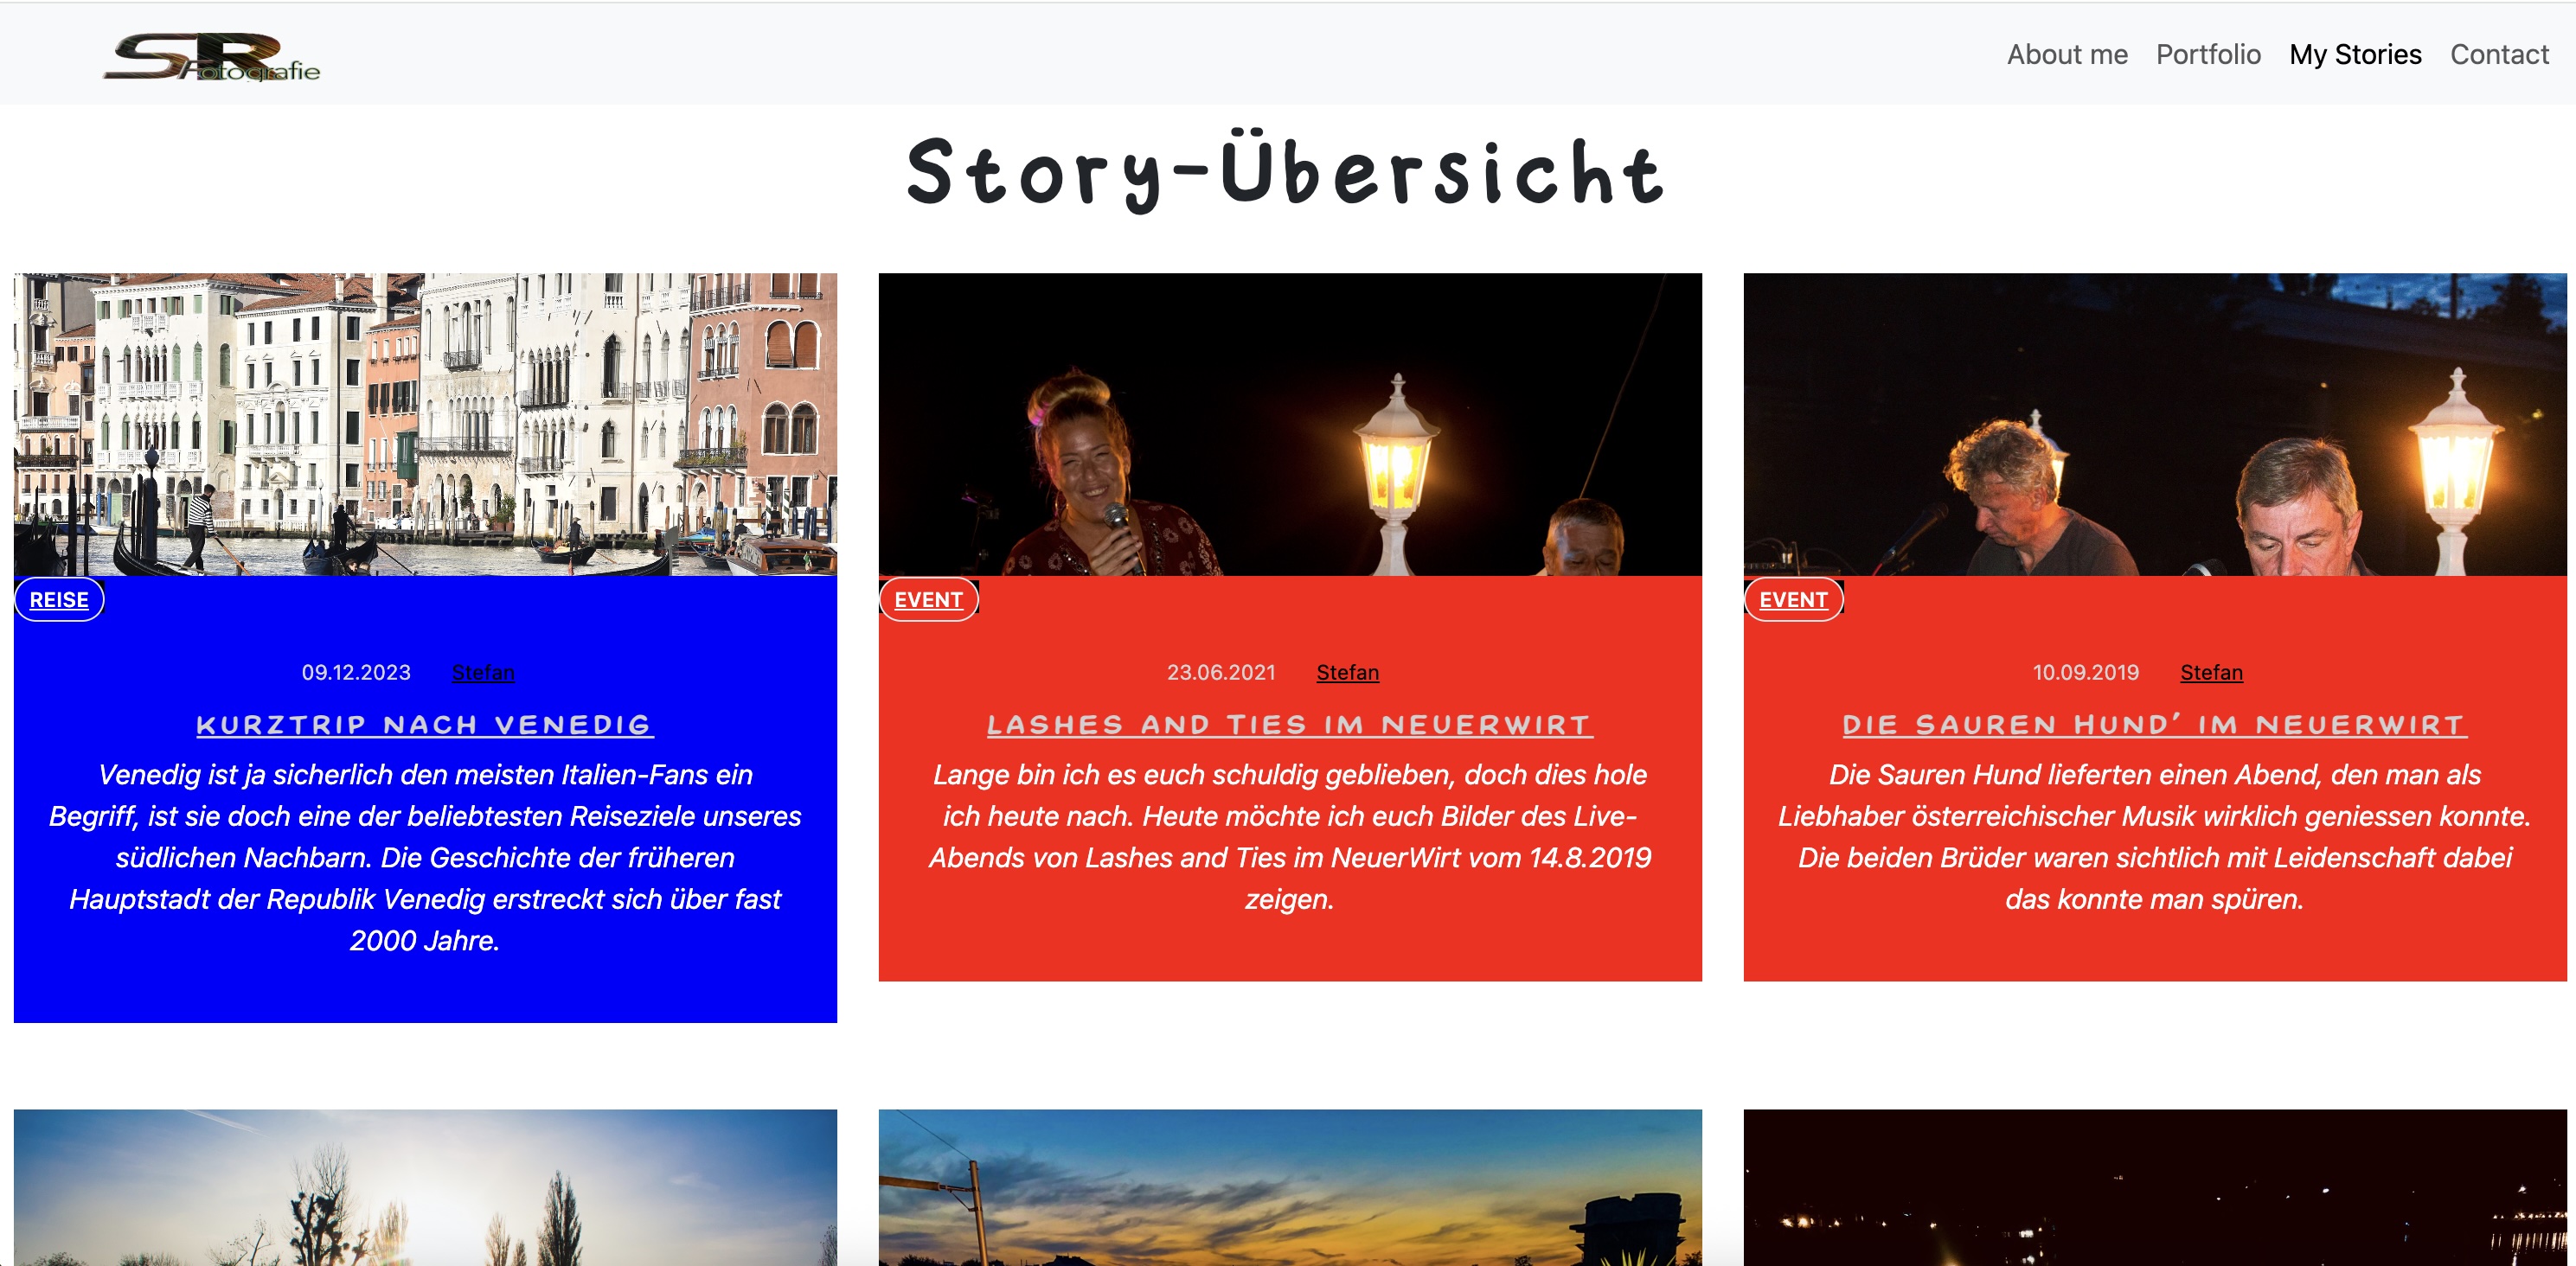 SR
Fotografie
About me Portfolio My Stories Contact
Story-Übersicht
REISE
09.12.2023 Stefan
KURZTRIP NACH VENEDIG
Venedig ist ja sicherlich den meisten Italien-Fans ein
Begriff, ist sie doch eine der beliebtesten Reiseziele unseres
südlichen Nachbarn. Die Geschichte der früheren
Hauptstadt der Republik Venedig erstreckt sich über fast
2000 Jahre.
EVENT
23.06.2021 Stefan
LASHES AND TIES IM NEUERWIRT
Lange bin ich es euch schuldig geblieben, doch dies hole
ich heute nach. Heute möchte ich euch Bilder des Live-
Abends von Lashes and Ties im NeuerWirt vom 14.8.2019
zeigen.
EVENT
10.09.2019 Stefan
DIE SAUREN HUND' IM NEUERWIRT
Die Sauren Hund lieferten einen Abend, den man als
Liebhaber österreichischer Musik wirklich geniessen konnte.
Die beiden Brüder waren sichtlich mit Leidenschaft dabei
das konnte man spüren.